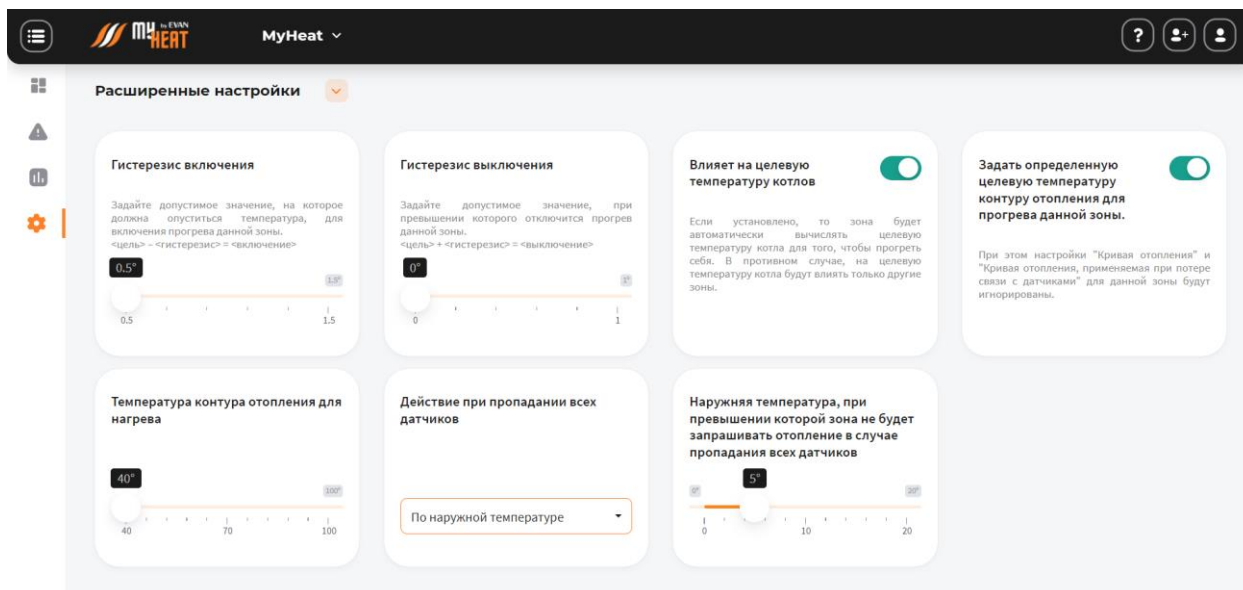 MYHEAT by EVAN
MyHeat
?
Расширенные настройки
Гистерезис включения
Задайте допустимое значение, на которое
должна опуститься температура, для
включения прогрева данной зоны.
<цель> – <гистерезис> = <включение>
0.5°
1.5°
0.5
1.5
Гистерезис выключения
Задайте допустимое значение, при
превышении которого отключится прогрев
данной зоны.
<цель> + <гистерезис> = <выключение>
0°
1°
0
1
Влияет на целевую
температуру котлов
Если установлено, то зона будет
автоматически вычислять целевую
температуру котла для того, чтобы прогреть
себя. В противном случае, на целевую
температуру котла будут влиять только другие
зоны.
Задать определенную
целевую температуру
контуру отопления для
прогрева данной зоны.
При этом настройки "Кривая отопления" и
"Кривая отопления, применяемая при потере
связи с датчиками" для данной зоны будут
игнорированы.
Температура контура отопления для
нагрева
40°
100°
40
70
100
Действие при пропадании всех
датчиков
По наружной температуре
Наружняя температура, при
превышении которой зона не будет
запрашивать отопление в случае
пропадания всех датчиков
5°
0°
20°
0
10
20